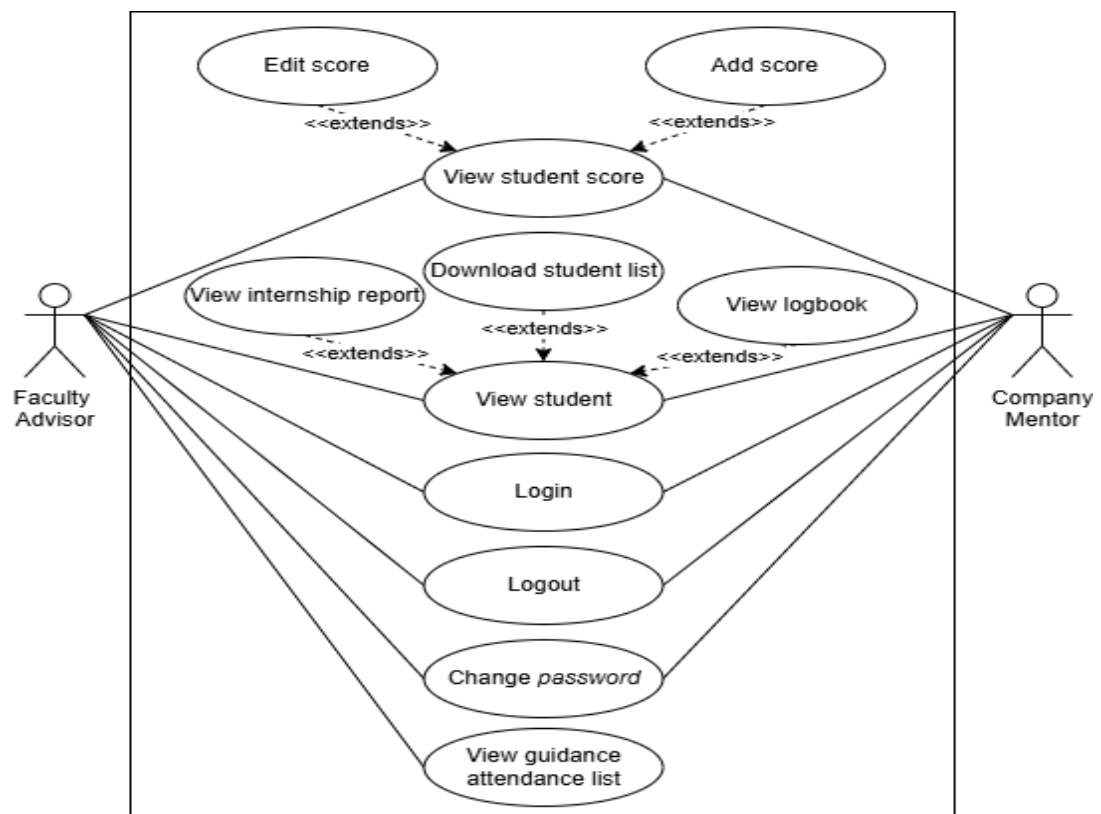 Edit score
Add score
<<extends>>
<<extends>>
View student score
Download student list
View internship report
View logbook
<<extends>>
<<extends>>
<<extends>>
View student
Faculty
Advisor
Company
Mentor
Login
Logout
Change password
View guidance
attendance list